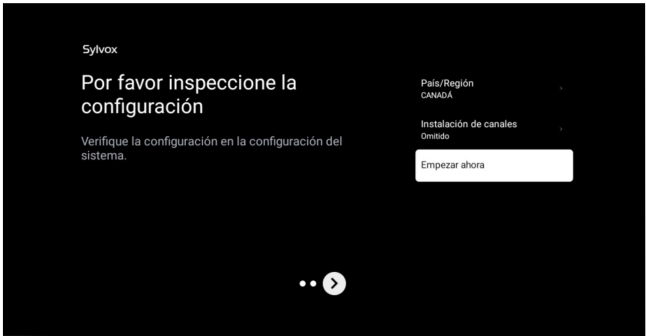 Sylvox
Por favor inspeccione la
configuración
Verifique la configuración en la configuración del
sistema.
País/Región
CANADÁ
Instalación de canales
Omitido
Empezar ahora